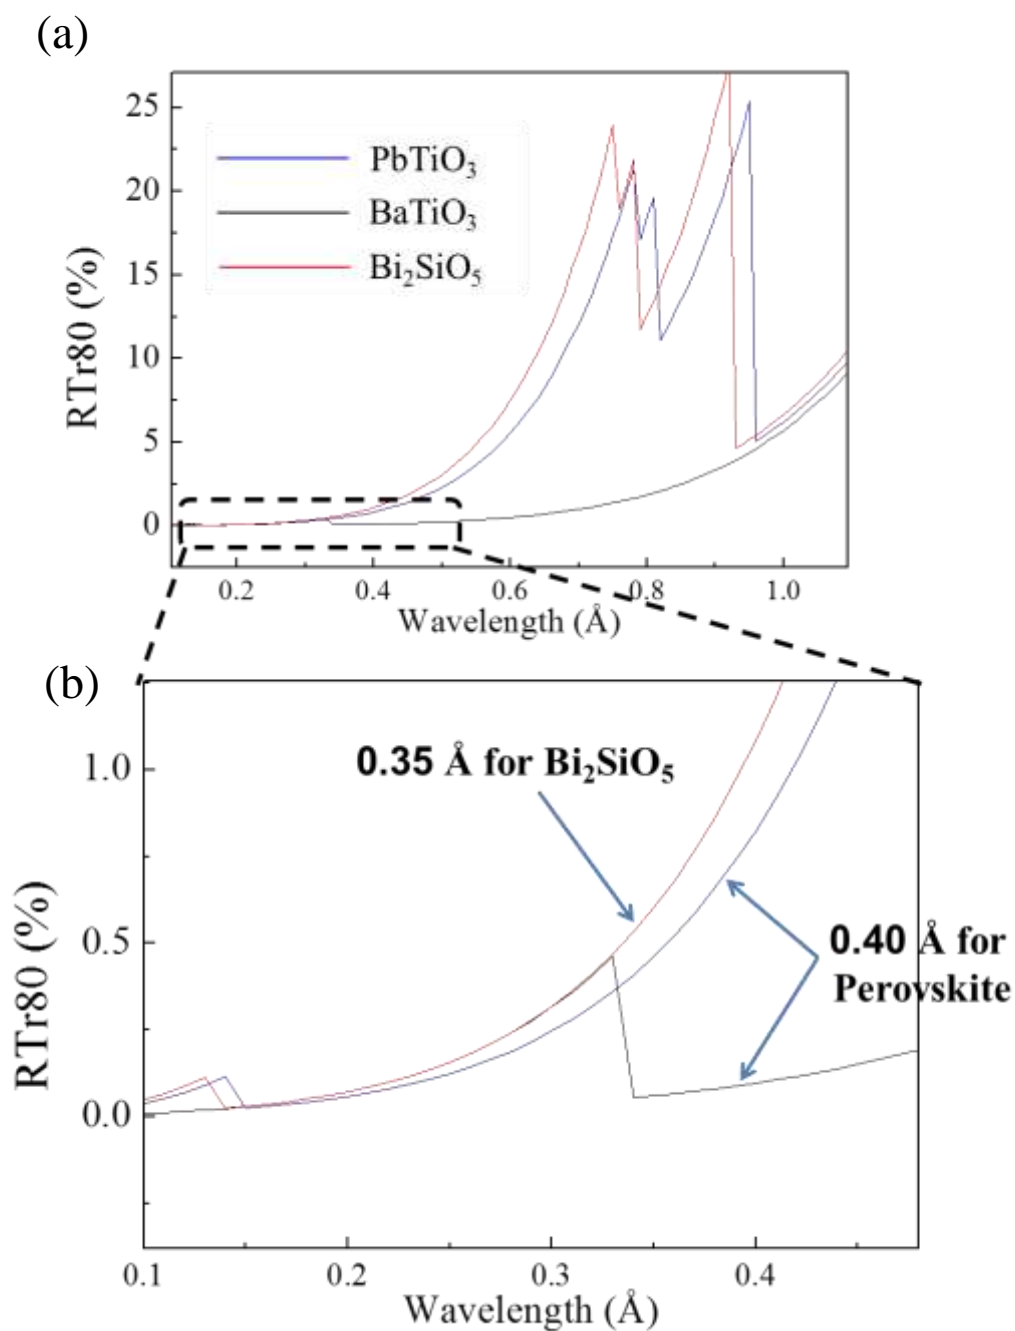 (a)
25
20
15
10
5
0
RTr80 (%)
PbTiO₃
BaTiO₃
Bi₂SiO₅
0.2 0.4 0.6 0.8 1.0
Wavelength (Å)
(b)
1.0
0.5
0.0
RTr80 (%)
0.35 Å for Bi₂SiO₅
0.40 Å for
Perovskite
0.1 0.2 0.3 0.4
Wavelength (Å)